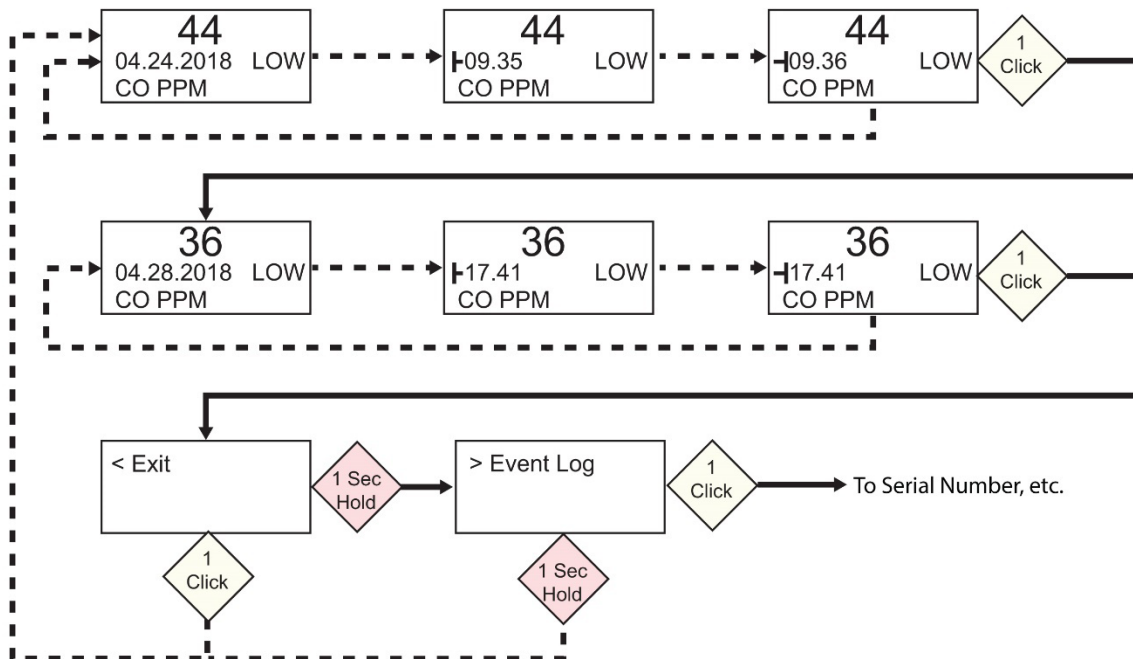 44
04.24.2018 LOW
CO PPM
44
09.35 LOW
CO PPM
44
09.36 LOW
CO PPM
1
Click
36
04.28.2018 LOW
CO PPM
36
17.41 LOW
CO PPM
36
17.41 LOW
CO PPM
1
Click
< Exit
1 Sec
Hold
> Event Log
1
Click
To Serial Number, etc.
1
Click
1 Sec
Hold